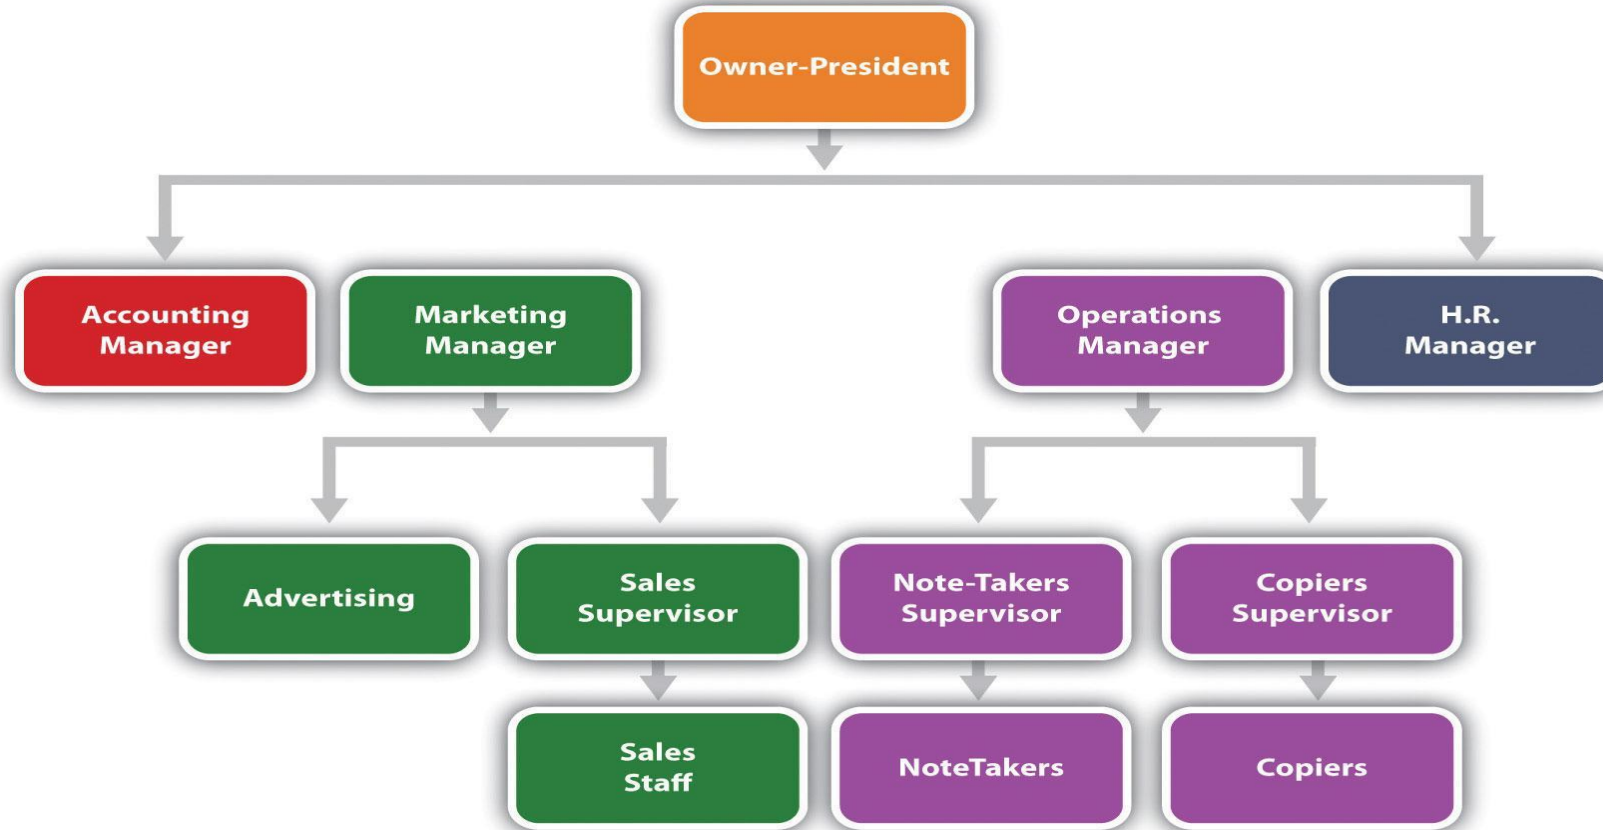 Owner-President
Accounting
Manager
Marketing
Manager
Operations
Manager
H.R.
Manager
Advertising
Sales
Supervisor
Note-Takers
Supervisor
Copiers
Supervisor
Sales
Staff
NoteTakers
Copiers